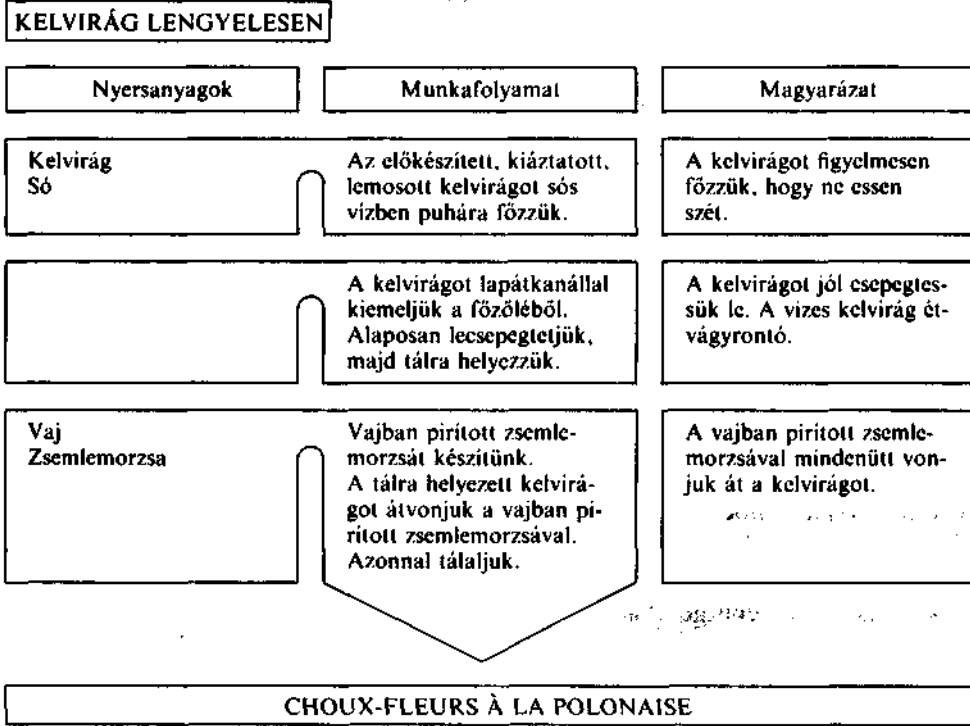 KELVIRÁG LENGYELESEN
Nyersanyagok
Munkafolyamat
Magyarázat
Kelvirág
Só
Az előkészített, kiáztatott,
lemosott kelvirágot sós
vízben puhára főzzük.
A kelvirágot figyelmesen
főzzük, hogy ne essen
szét.
A kelvirágot lapátkanállal
kiemeljük a főzőléből.
Alaposan lecsepegtetjük,
majd tálra helyezzük.
A kelvirágot jól csepegtes-
sük le. A vizes kelvirág ét-
vágyrontó.
Vaj
Zsemlemorzsa
Vajban pirított zsemle-
morzsát készítünk.
A tálra helyezett kelvirá-
got átvonjuk a vajban pí-
rított zsemlemorzsával.
Azonnal tálaljuk.
A vajban pirított zsemle-
morzsával mindenütt von-
juk át a kelvirágot.
CHOUX-FLEURS À LA POLONAISE